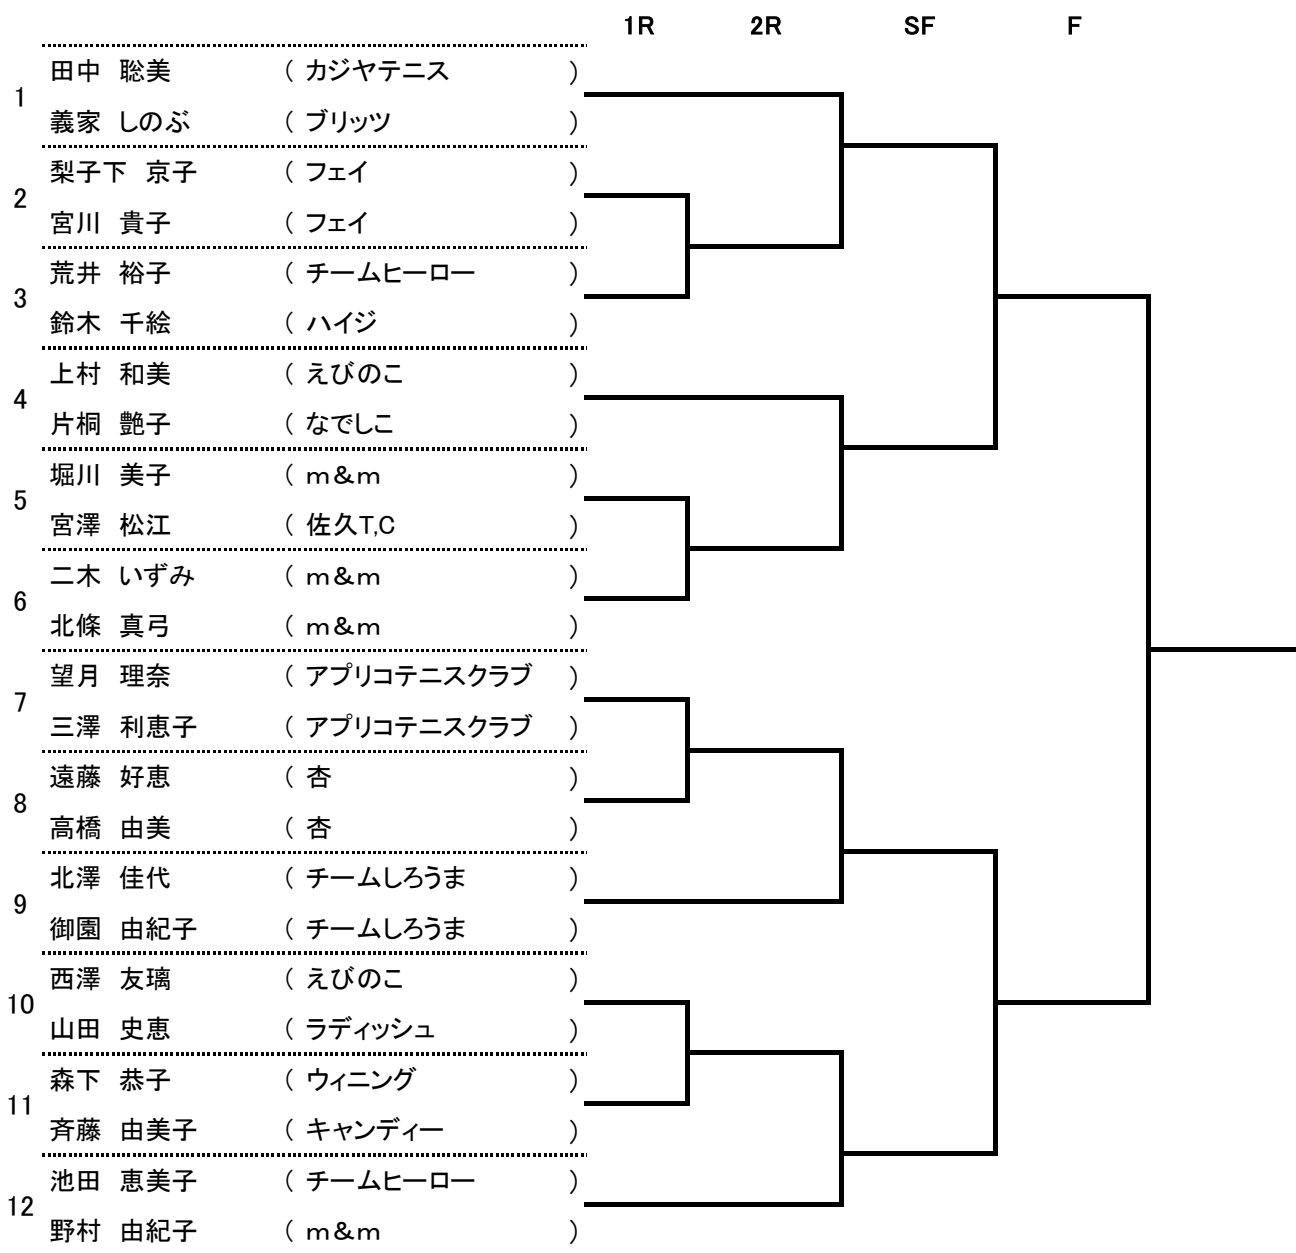 1R 2R SF F
田中 聡美 ( カジヤテニス )
1
義家 しのぶ ( ブリッツ )
梨子下 京子 ( フェイ )
2
宮川 貴子 ( フェイ )
荒井 裕子 ( チームヒーロー )
3
鈴木 千絵 ( ハイジ )
上村 和美 ( えびのこ )
4
片桐 艶子 ( なでしこ )
堀川 美子 ( m&m )
5
宮澤 松江 ( 佐久T,C )
二木 いずみ ( m&m )
6
北條 真弓 ( m&m )
望月 理奈 ( アプリコテニスクラブ )
7
三澤 利恵子 ( アプリコテニスクラブ )
遠藤 好恵 ( 杏 )
8
高橋 由美 ( 杏 )
北澤 佳代 ( チームしろうま )
9
御園 由紀子 ( チームしろうま )
西澤 友璃 ( えびのこ )
10
山田 史恵 ( ラディッシュ )
森下 恭子 ( ウィニング )
11
斉藤 由美子 ( キャンディー )
池田 恵美子 ( チームヒーロー )
12
野村 由紀子 ( m&m )